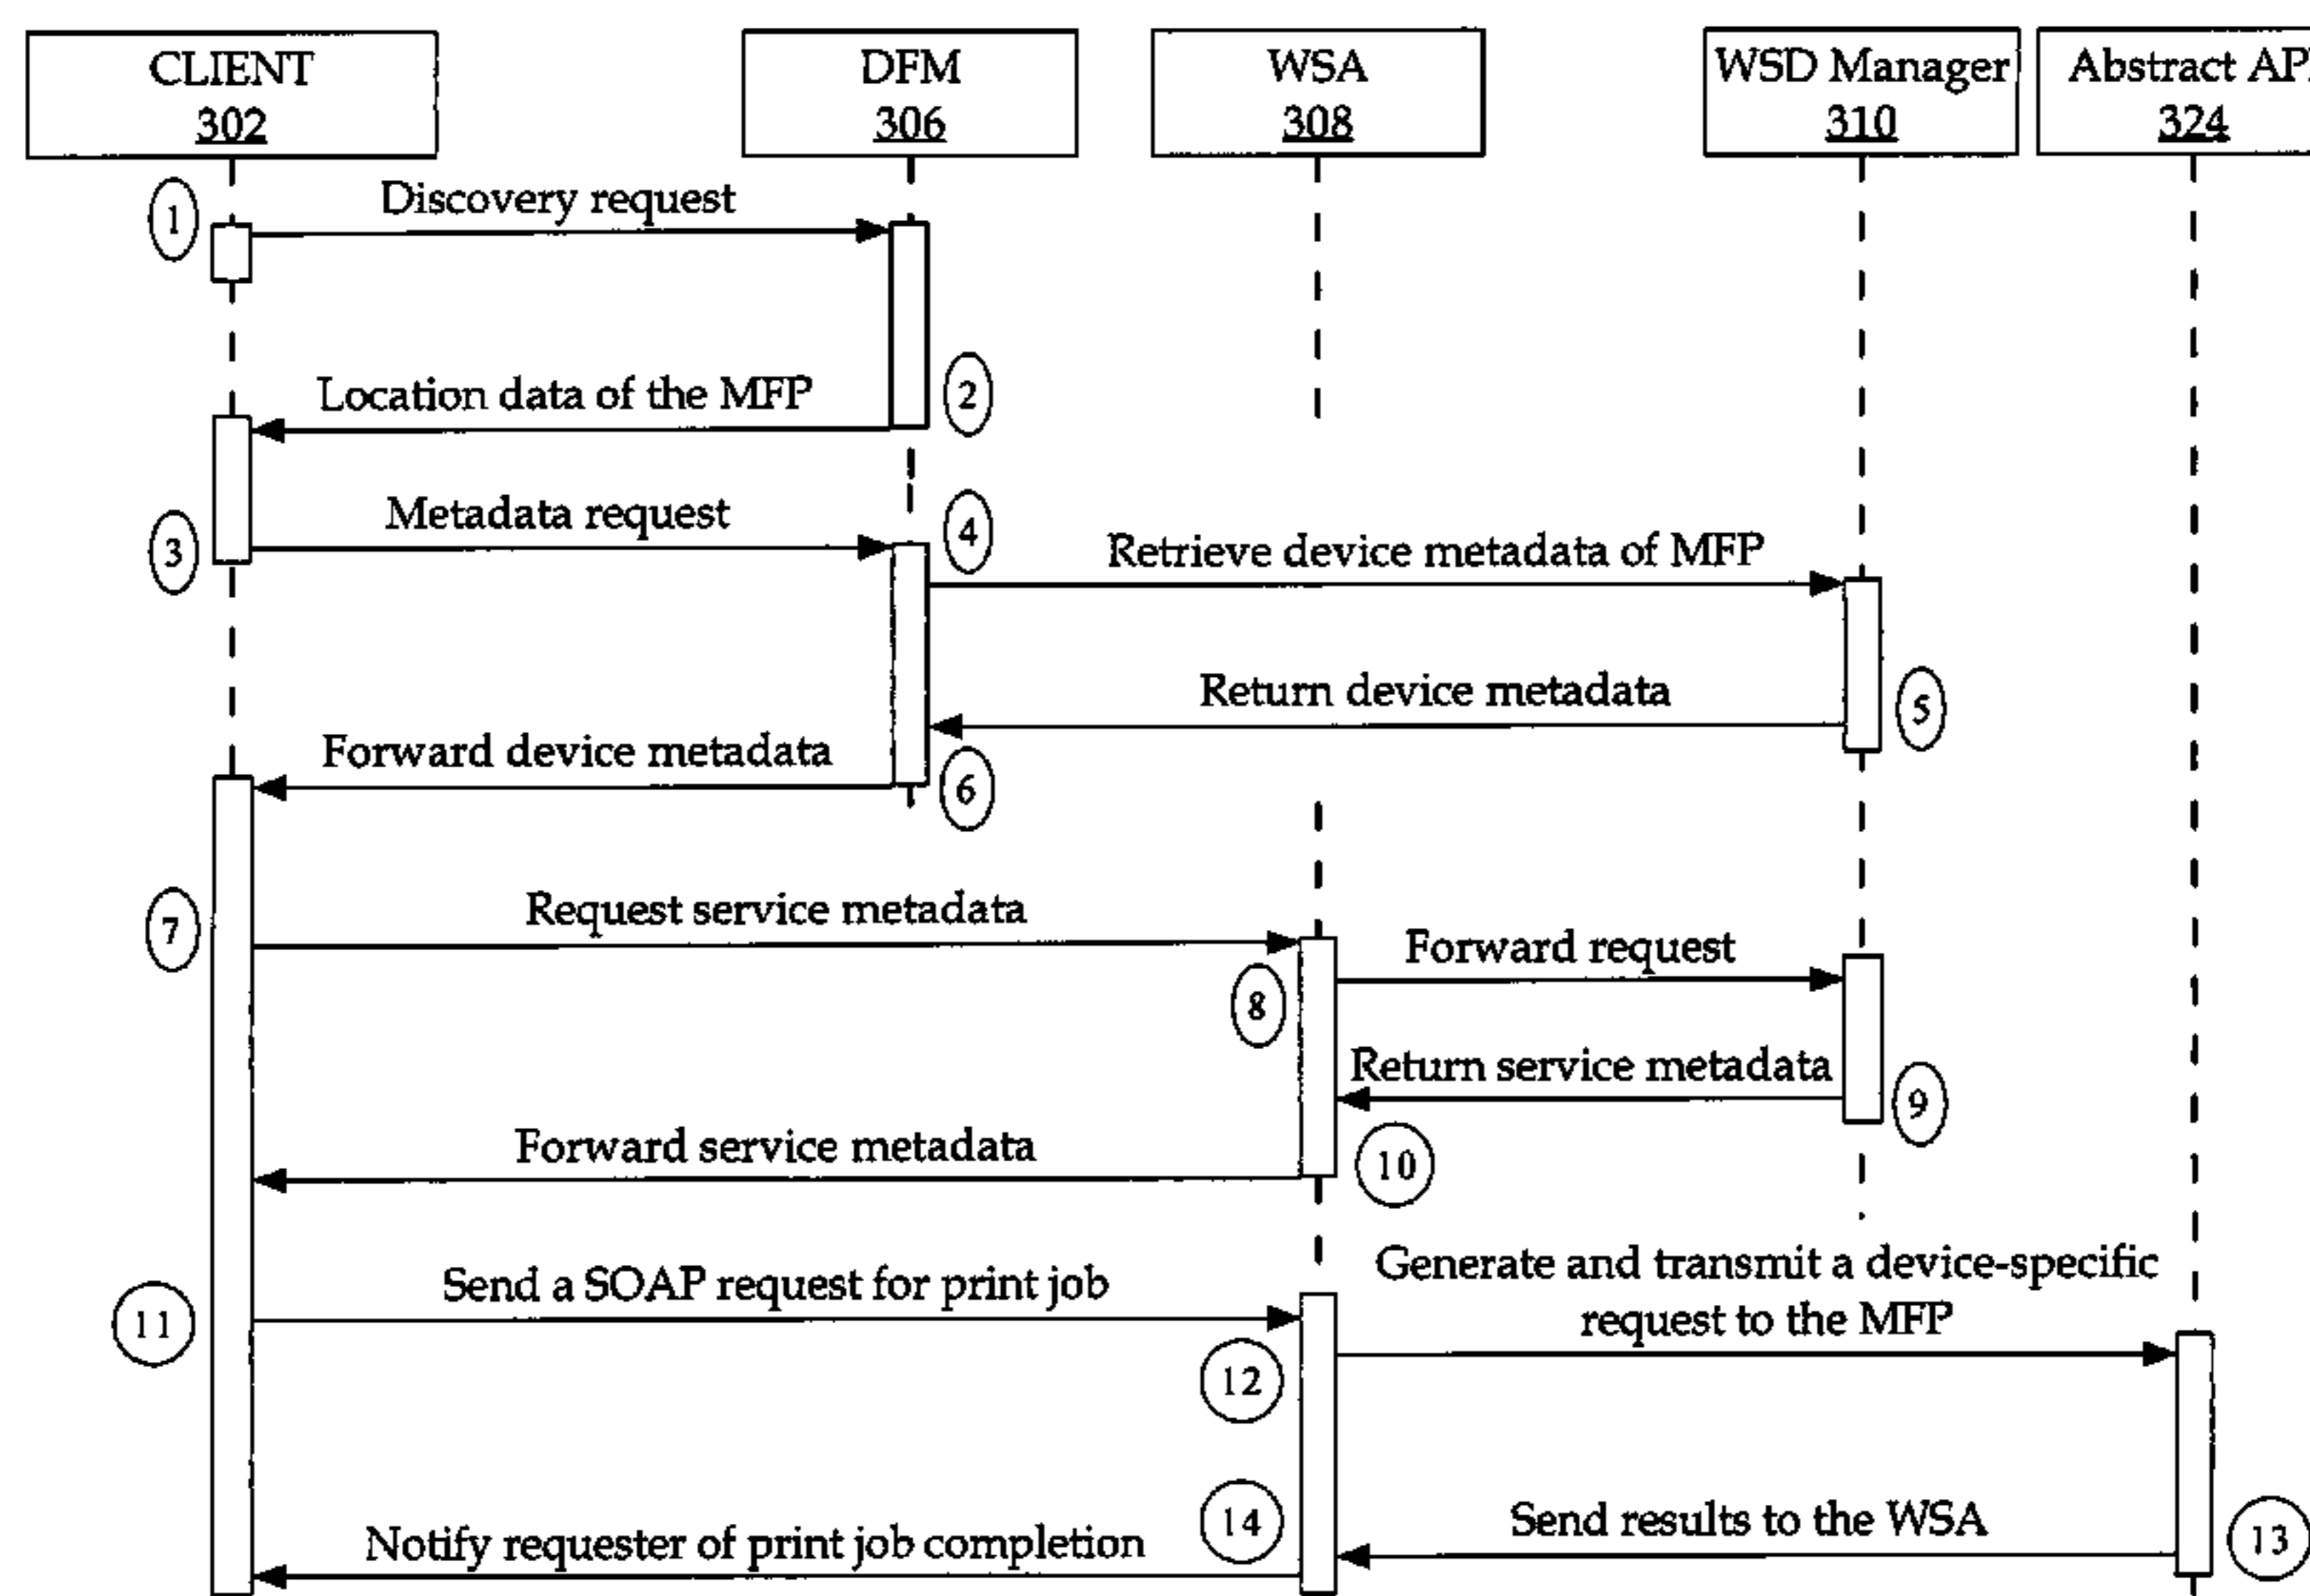 CLIENT
302
DFM
306
WSA
308
WSD Manager
310
Abstract AP
324
1
Discovery request
Location data of the MFP
2
Metadata request
3
4
Retrieve device metadata of MFP
Return device metadata
5
Forward device metadata
6
7
Request service metadata
8
Forward request
Return service metadata
9
Forward service metadata
10
11
Send a SOAP request for print job
Generate and transmit a device-specific
request to the MFP
12
14
Send results to the WSA
13
Notify requester of print job completion